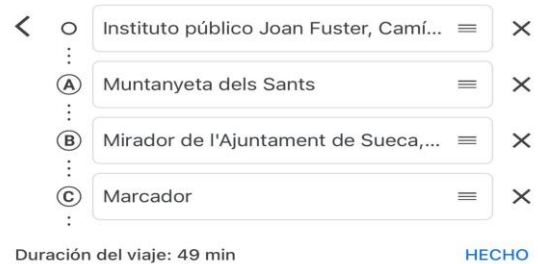 Instituto público Joan Fuster, Camí...
A Muntanyeta dels Sants
B Mirador de l'Ajuntament de Sueca,...
C Marcador
Duración del viaje: 49 min HECHO